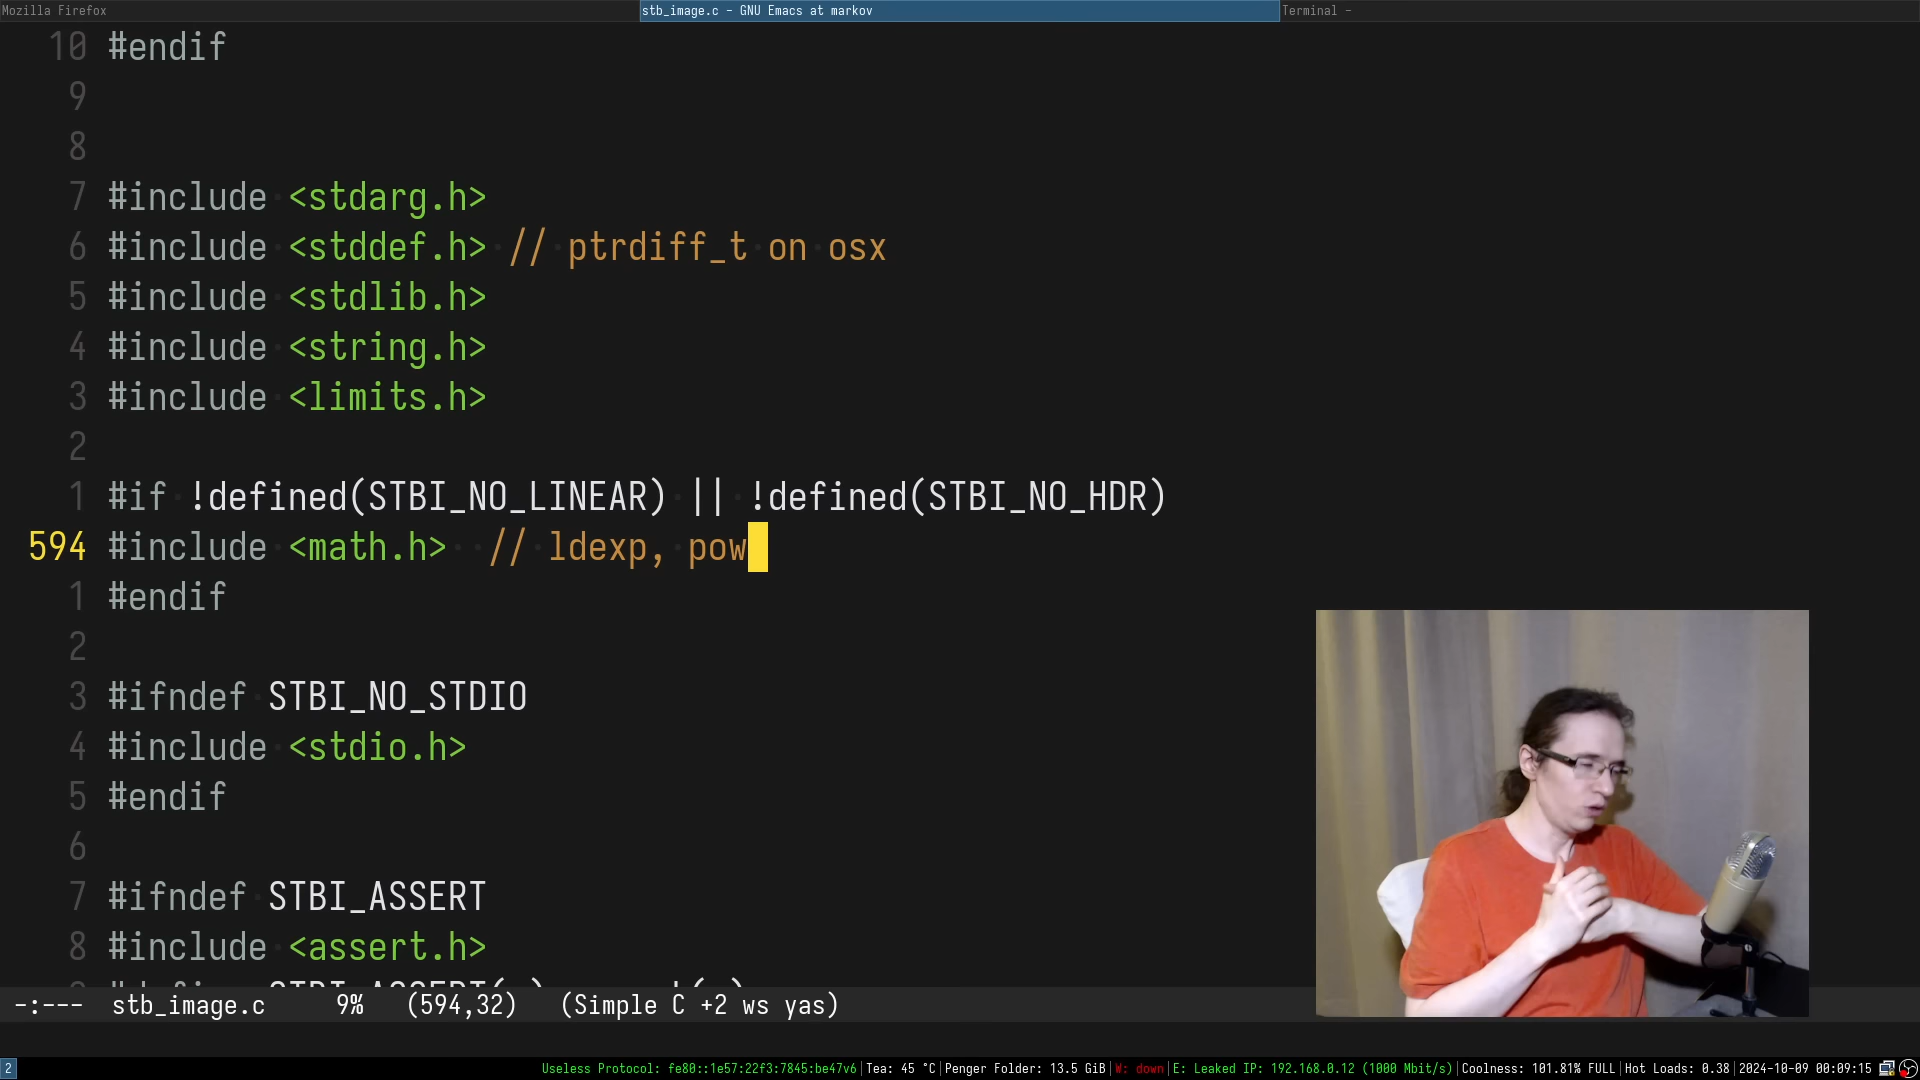 Mozilla Firefox
stb_image.c - GNU Emacs at markov
Terminal -
10 #endif
9
8
7 #include <stdarg.h>
6 #include <stddef.h> // ptrdiff_t on osx
5 #include <stdlib.h>
4 #include <string.h>
3 #include <limits.h>
2
1 #if !defined(STBI_NO_LINEAR) || !defined(STBI_NO_HDR)
594 #include <math.h>  // ldexp, pow
1 #endif
2
3 #ifndef STBI_NO_STDIO
4 #include <stdio.h>
5 #endif
6
7 #ifndef STBI_ASSERT
8 #include <assert.h>
-:--- stb_image.c 9% (594,32) (Simple C +2 ws yas)
2 Useless Protocol: fe80::1e57:22f3:7845:be47v6|Tea: 45 °C|Penger Folder: 13.5 GiB|W: down|E: Leaked IP: 192.168.0.12 (1000 Mbit/s)|Coolness: 101.81% FULL|Hot Loads: 0.38|2024-10-09 00:09:15